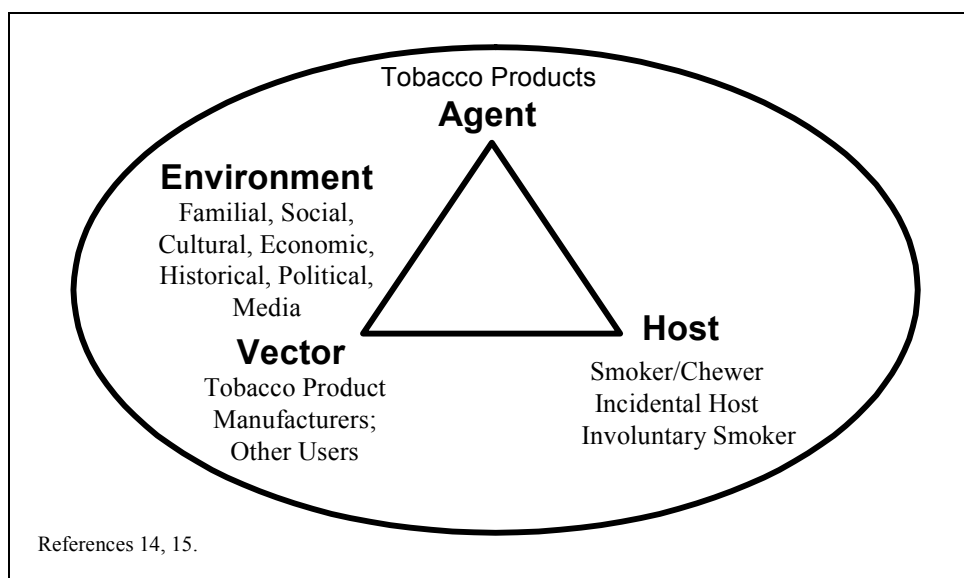 Tobacco Products
Agent
Environment
Familial, Social,
Cultural, Economic,
Historical, Political,
Media
Vector
Tobacco Product
Manufacturers;
Other Users
Host
Smoker/Chewer
Incidental Host
Involuntary Smoker
References 14, 15.